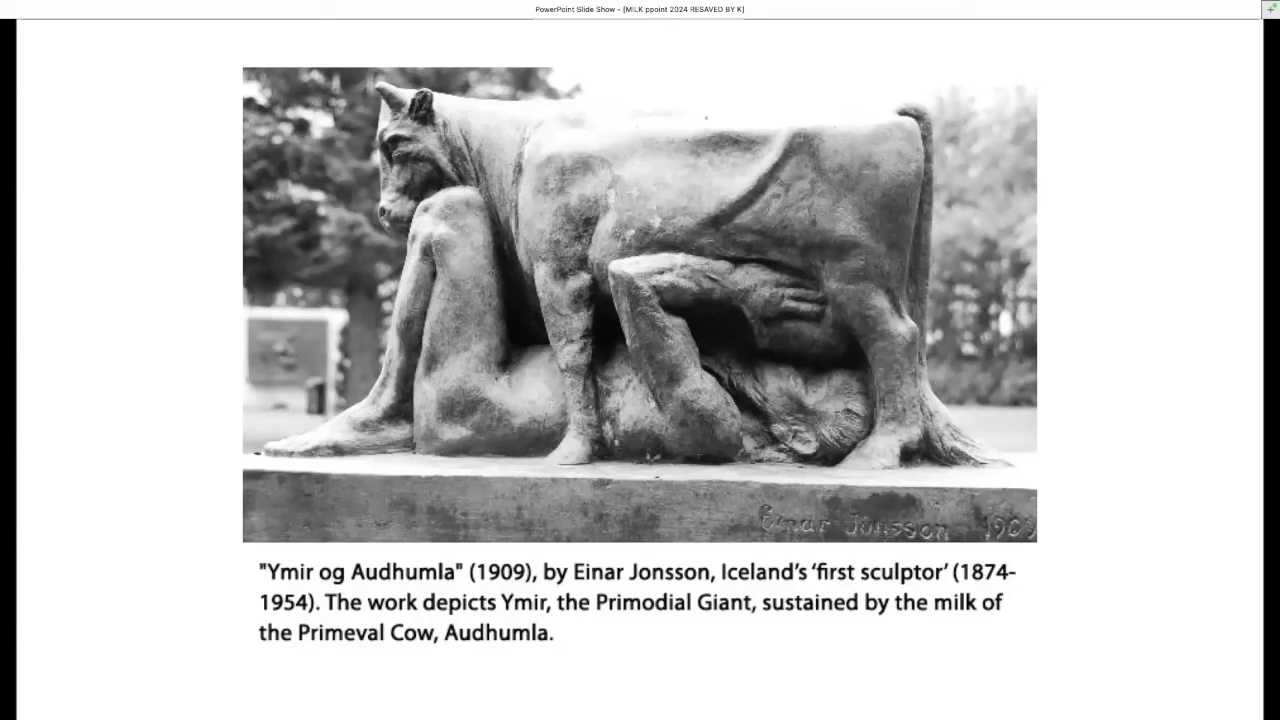 PowerPoint Slide Show - [MILK ppoint 2024 RESAVED BY K]
Einar Jónsson 1909
"Ymir og Audhumla" (1909), by Einar Jonsson, Iceland's 'first sculptor' (1874-
1954). The work depicts Ymir, the Primodial Giant, sustained by the milk of
the Primeval Cow, Audhumla.